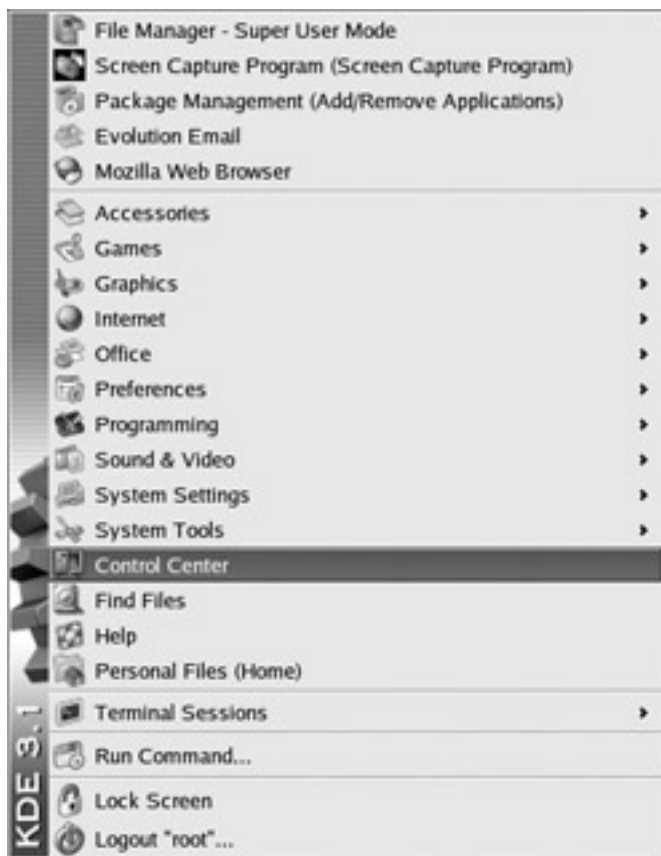 File Manager - Super User Mode
Screen Capture Program (Screen Capture Program)
Package Management (Add/Remove Applications)
Evolution Email
Mozilla Web Browser
Accessories
Games
Graphics
Internet
Office
Preferences
Programming
Sound & Video
System Settings
System Tools
Control Center
Find Files
Help
Personal Files (Home)
Terminal Sessions
Run Command...
Lock Screen
Logout "root"...
KDE 3.1